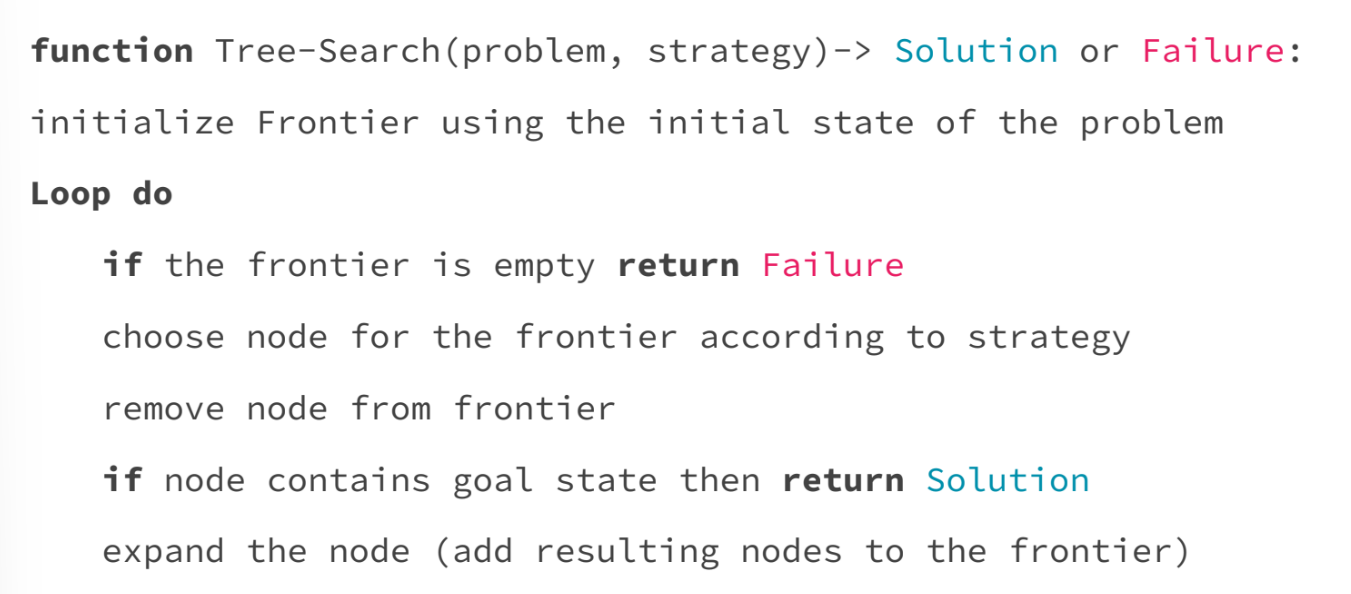 function Tree-Search(problem, strategy)-> Solution or Failure:
initialize Frontier using the initial state of the problem
Loop do
if the frontier is empty return Failure
choose node for the frontier according to strategy
remove node from frontier
if node contains goal state then return Solution
expand the node (add resulting nodes to the frontier)